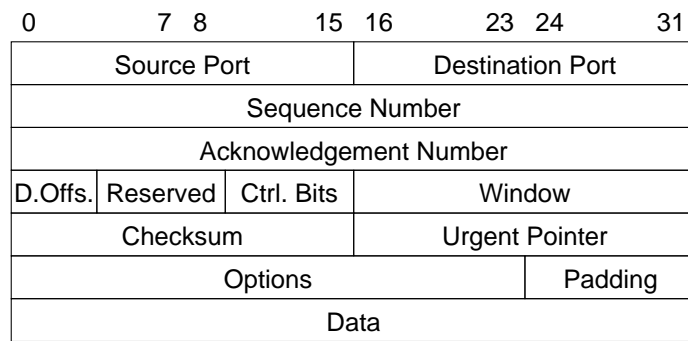 0 7 8 15 16 23 24 31
Source Port Destination Port
Sequence Number
Acknowledgement Number
D.Offs. Reserved Ctrl. Bits Window
Checksum Urgent Pointer
Options Padding
Data